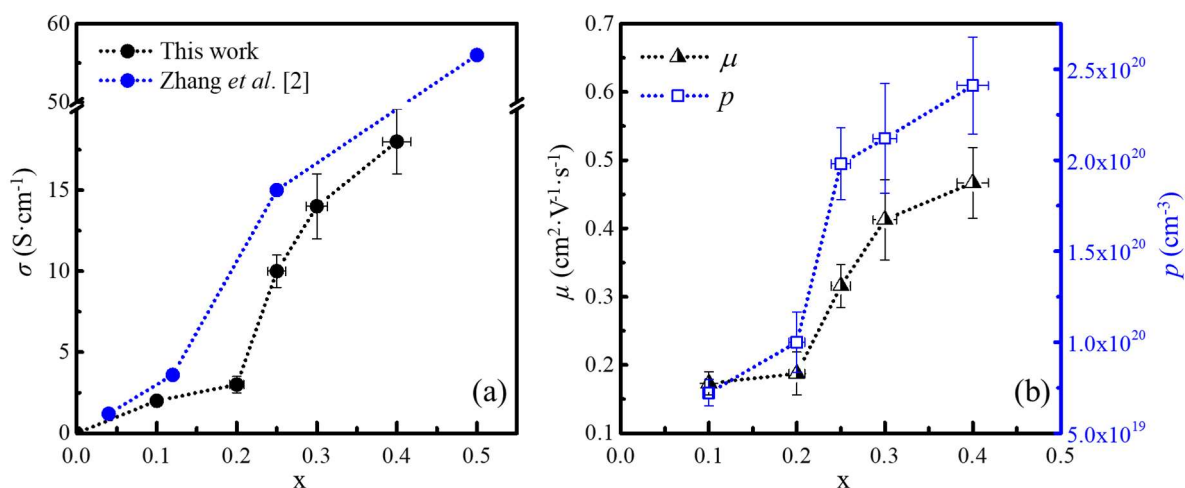 60
This work
Zhang et al. [2]
50
15
10
5
0
σ (S·cm⁻¹)
0.0 0.1 0.2 0.3 0.4 0.5
x
(a)
0.7
0.6
0.5
0.4
0.3
0.2
0.1
μ (cm²·V⁻¹·s⁻¹)
μ
p
2.5x10²⁰
2.0x10²⁰
1.5x10²⁰
1.0x10²⁰
5.0x10¹⁹
p (cm⁻³)
0.1 0.2 0.3 0.4 0.5
x
(b)